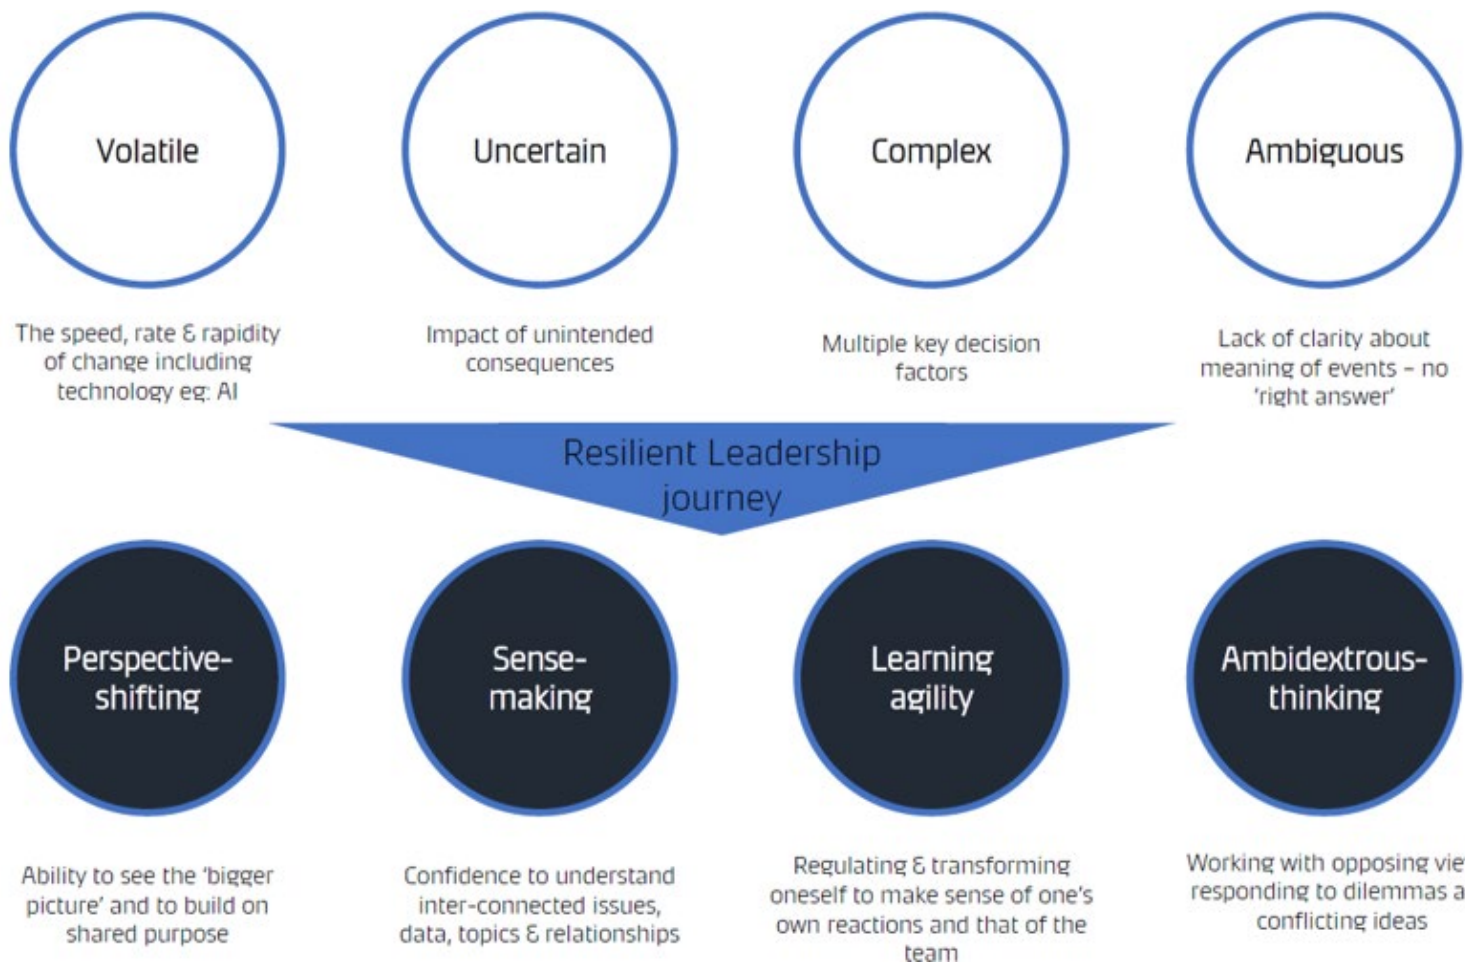 Volatile
Uncertain
Complex
Ambiguous
The speed, rate & rapidity
of change including
technology eg: AI
Impact of unintended
consequences
Multiple key decision
factors
Lack of clarity about
meaning of events – no
'right answer'
Resilient Leadership
journey
Perspective-
shifting
Sense-
making
Learning
agility
Ambidextrous-
thinking
Ability to see the 'bigger
picture' and to build on
shared purpose
Confidence to understand
inter-connected issues,
data, topics & relationships
Regulating & transforming
oneself to make sense of one's
own reactions and that of the
team
Working with opposing
responding to dilemmas
conflicting ideas